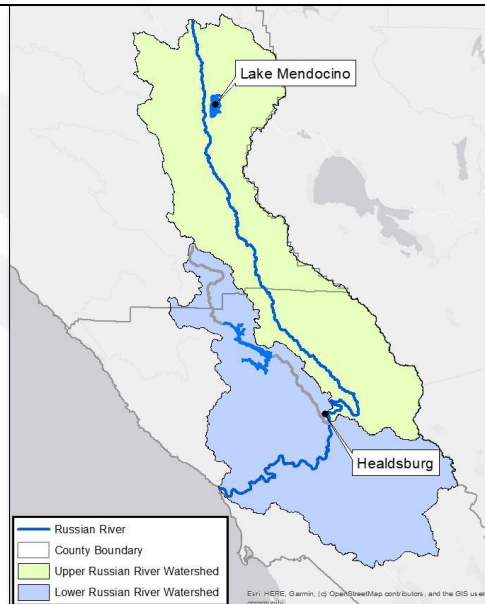 Lake Mendocino
Healdsburg
Russian River
County Boundary
Upper Russian River Watershed
Lower Russian River Watershed
Esri, HERE, Garmin, (c) OpenStreetMap contributors, and the GIS user
community